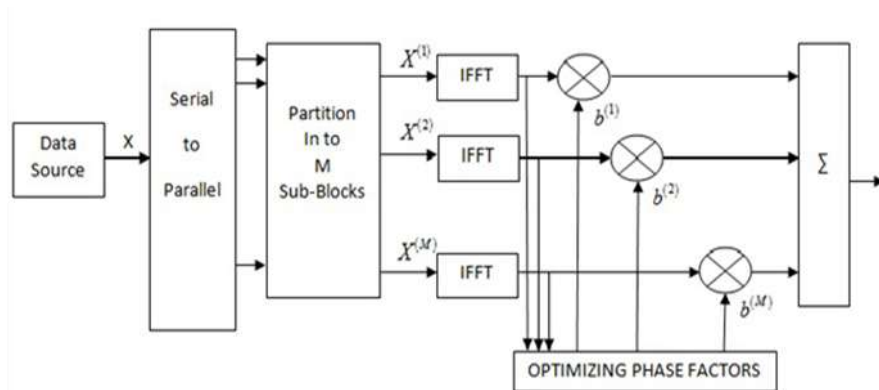 Data
Source
X
Serial
to
Parallel
Partition
In to
M
Sub-Blocks
X^{(1)}
IFFT
b^{(1)}
X^{(2)}
IFFT
b^{(2)}
X^{(M)}
IFFT
b^{(M)}
Σ
OPTIMIZING PHASE FACTORS